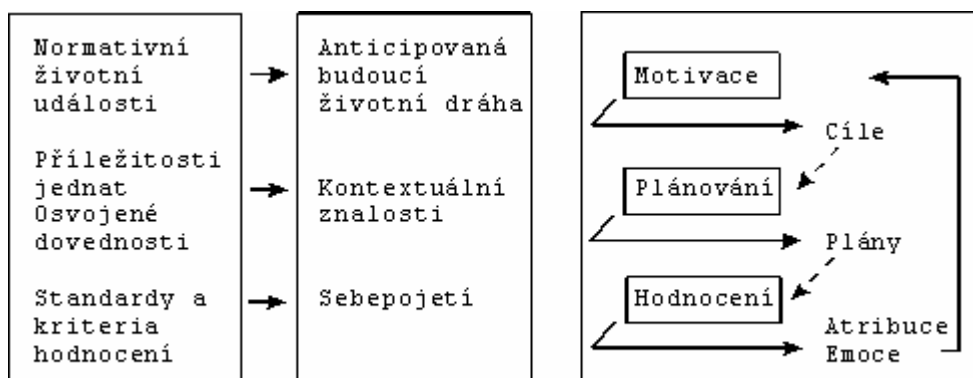 Normativní
životní
události
Příležitosti
jednat
Osvojené
dovednosti
Standardy a
kriteria
hodnocení
Anticipovaná
budoucí
životní dráha
Kontextuální
znalosti
Sebepojetí
Motivace
Cíle
Plánování
Plány
Hodnocení
Atribuce
Emoce